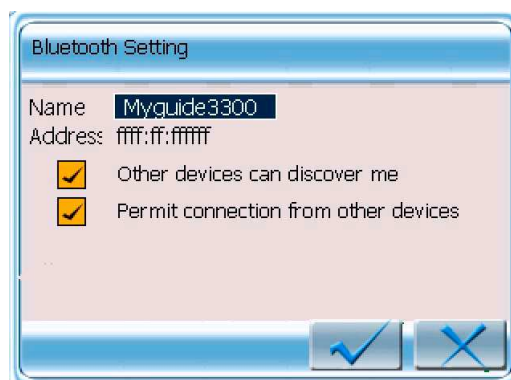 Bluetooth Setting
Name Myguide3300
Address ffff:ff:ffffff
Other devices can discover me
Permit connection from other devices